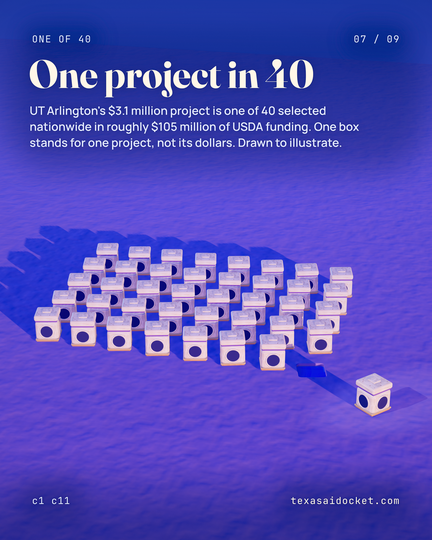 ONE OF 40
07 / 09
One project in 40
UT Arlington's $3.1 million project is one of 40 selected
nationwide in roughly $105 million of USDA funding. One box
stands for one project, not its dollars. Drawn to illustrate.
c1 c11
texasaidocket.com